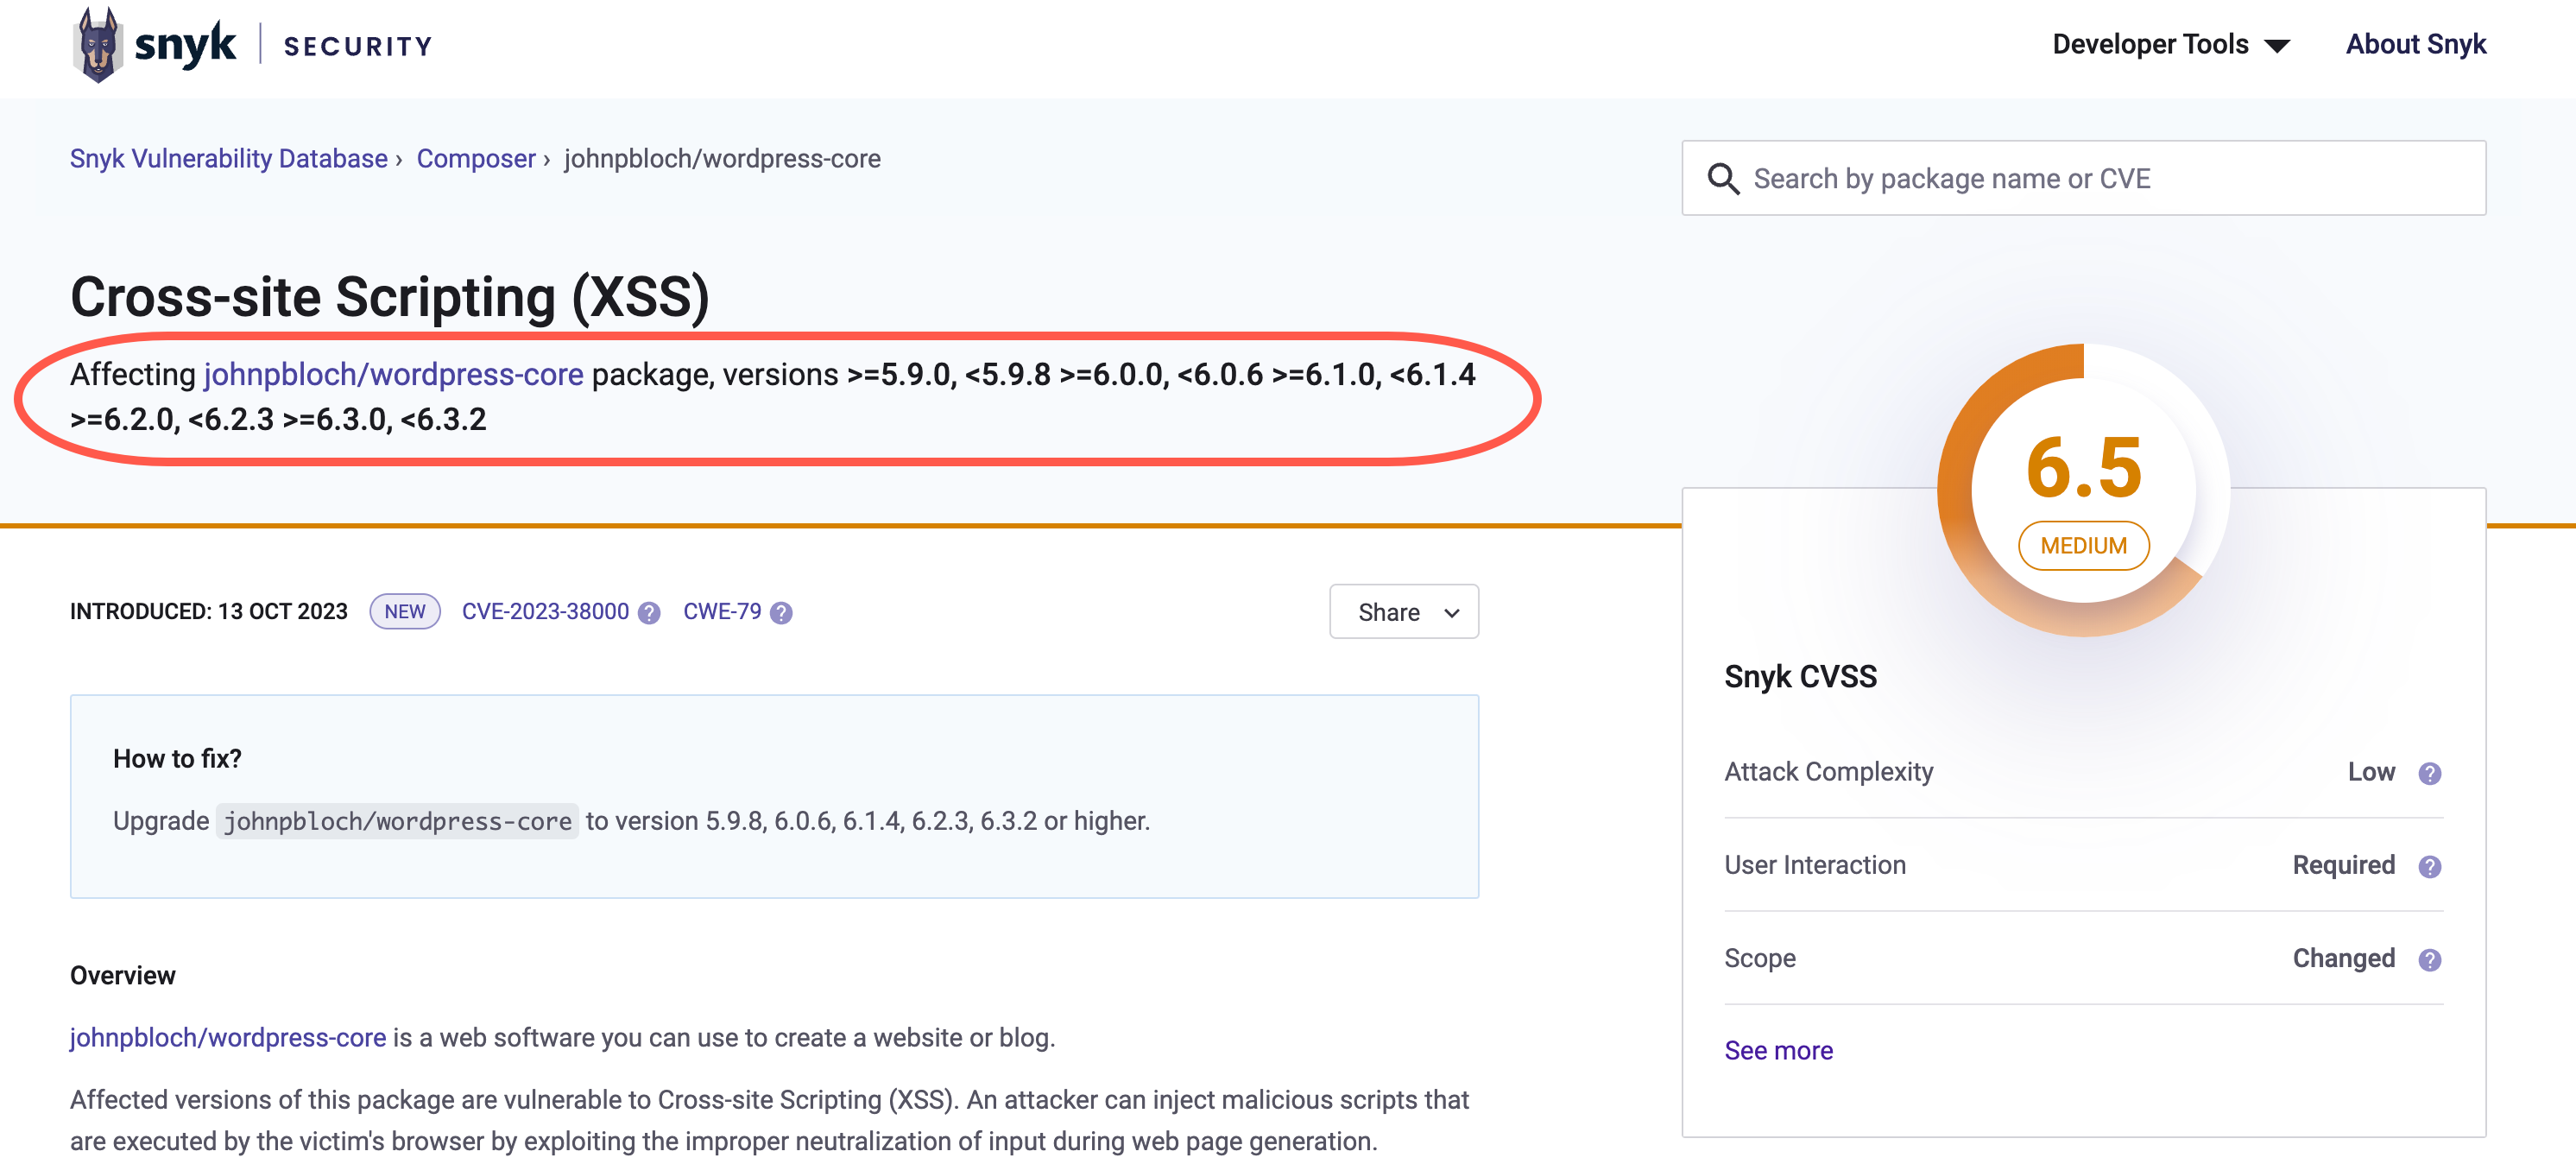 snyk | SECURITY
Developer Tools
About Snyk
Snyk Vulnerability Database › Composer › johnpbloch/wordpress-core
Search by package name or CVE
Cross-site Scripting (XSS)
Affecting johnpbloch/wordpress-core package, versions >=5.9.0, <5.9.8 >=6.0.0, <6.0.6 >=6.1.0, <6.1.4
>=6.2.0, <6.2.3 >=6.3.0, <6.3.2
6.5
MEDIUM
INTRODUCED: 13 OCT 2023 NEW CVE-2023-38000 ? CWE-79 ?
Share
How to fix?
Upgrade johnpbloch/wordpress-core to version 5.9.8, 6.0.6, 6.1.4, 6.2.3, 6.3.2 or higher.
Overview
johnpbloch/wordpress-core is a web software you can use to create a website or blog.
Affected versions of this package are vulnerable to Cross-site Scripting (XSS). An attacker can inject malicious scripts that
are executed by the victim's browser by exploiting the improper neutralization of input during web page generation.
Snyk CVSS
Attack Complexity Low ?
User Interaction Required ?
Scope Changed ?
See more